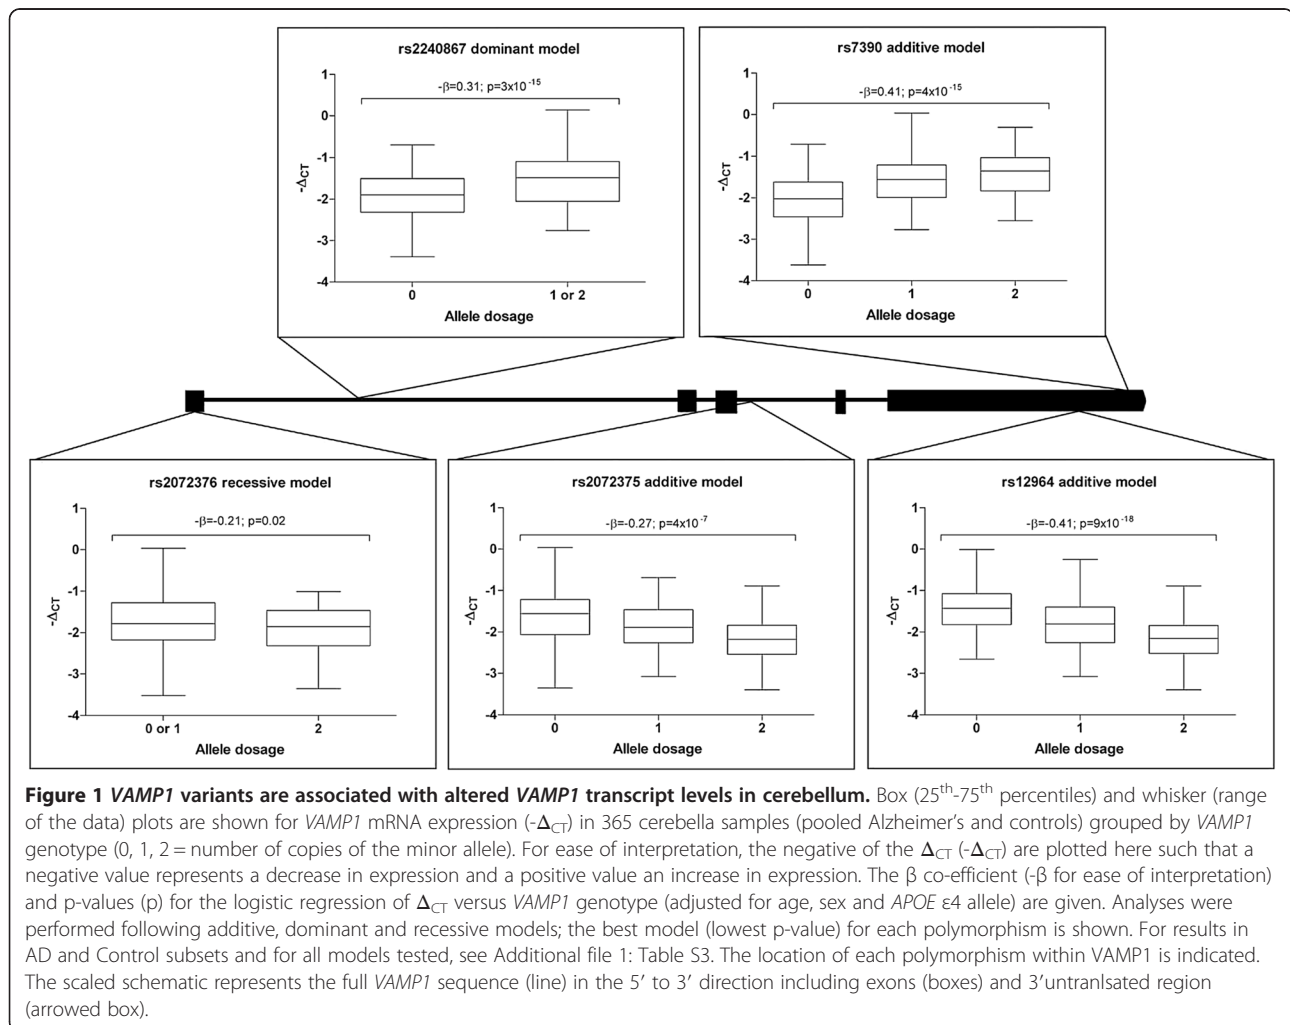 rs2240867 dominant model
-β=0.31; p=3x10^-15
1
0
-1
-2
-3
-4
-Δ_CT
0
1 or 2
Allele dosage
rs7390 additive model
-β=0.41; p=4x10^-15
1
0
-1
-2
-3
-4
-Δ_CT
0
1
2
Allele dosage
rs2072376 recessive model
-β=-0.21; p=0.02
1
0
-1
-2
-3
-4
-Δ_CT
0 or 1
2
Allele dosage
rs2072375 additive model
-β=-0.27; p=4x10^-7
1
0
-1
-2
-3
-4
-Δ_CT
0
1
2
Allele dosage
rs12964 additive model
-β=-0.41; p=9x10^-18
1
0
-1
-2
-3
-4
-Δ_CT
0
1
2
Allele dosage
Figure 1 VAMP1 variants are associated with altered VAMP1 transcript levels in cerebellum. Box (25th-75th percentiles) and whisker (range
of the data) plots are shown for VAMP1 mRNA expression (-Δ_CT) in 365 cerebella samples (pooled Alzheimer's and controls) grouped by VAMP1
genotype (0, 1, 2 = number of copies of the minor allele). For ease of interpretation, the negative of the Δ_CT (-Δ_CT) are plotted here such that a
negative value represents a decrease in expression and a positive value an increase in expression. The β co-efficient (-β for ease of interpretation)
and p-values (p) for the logistic regression of Δ_CT versus VAMP1 genotype (adjusted for age, sex and APOE ε4 allele) are given. Analyses were
performed following additive, dominant and recessive models; the best model (lowest p-value) for each polymorphism is shown. For results in
AD and Control subsets and for all models tested, see Additional file 1: Table S3. The location of each polymorphism within VAMP1 is indicated.
The scaled schematic represents the full VAMP1 sequence (line) in the 5′ to 3′ direction including exons (boxes) and 3′untranlsated region
(arrowed box).